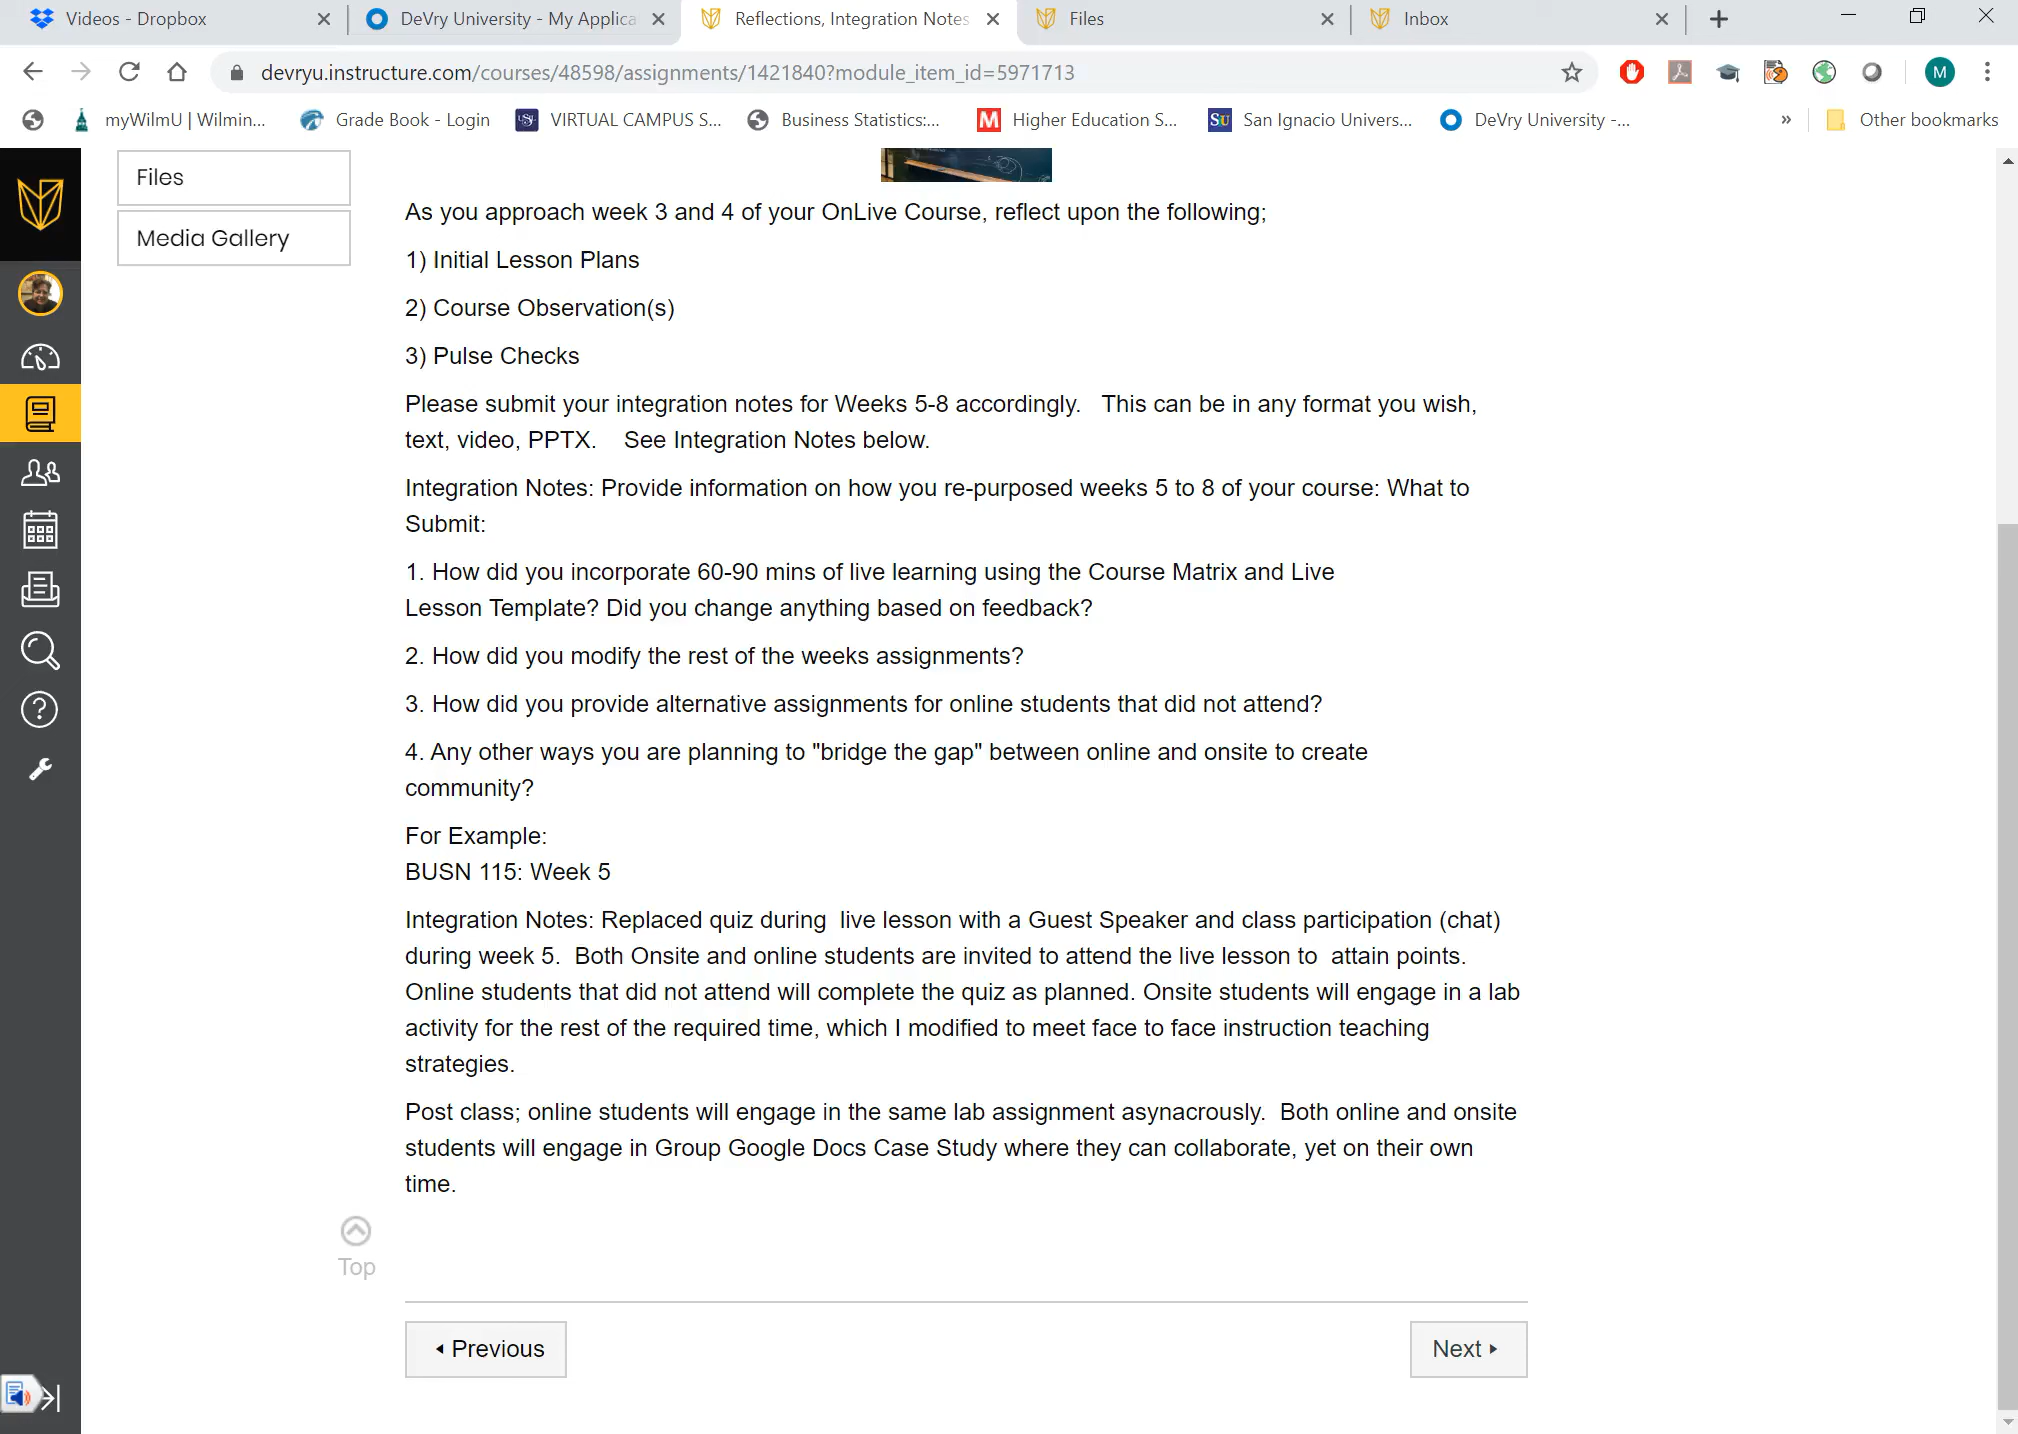 Videos - Dropbox
DeVry University - My Applica
Reflections, Integration Notes
Files
Inbox
devryu.instructure.com/courses/48598/assignments/1421840?module_item_id=5971713
M
myWilmU | Wilmin...
Grade Book - Login
VIRTUAL CAMPUS S...
Business Statistics:...
M
Higher Education S...
SU
San Ignacio Univers...
DeVry University -...
»
Other bookmarks
Files
Media Gallery
As you approach week 3 and 4 of your OnLive Course, reflect upon the following;
1) Initial Lesson Plans
2) Course Observation(s)
3) Pulse Checks
Please submit your integration notes for Weeks 5-8 accordingly.   This can be in any format you wish,
text, video, PPTX.    See Integration Notes below.
Integration Notes: Provide information on how you re-purposed weeks 5 to 8 of your course: What to
Submit:
1. How did you incorporate 60-90 mins of live learning using the Course Matrix and Live
Lesson Template? Did you change anything based on feedback?
2. How did you modify the rest of the weeks assignments?
3. How did you provide alternative assignments for online students that did not attend?
4. Any other ways you are planning to "bridge the gap" between online and onsite to create
community?
For Example:
BUSN 115: Week 5
Integration Notes: Replaced quiz during  live lesson with a Guest Speaker and class participation (chat)
during week 5.  Both Onsite and online students are invited to attend the live lesson to  attain points.
Online students that did not attend will complete the quiz as planned. Onsite students will engage in a lab
activity for the rest of the required time, which I modified to meet face to face instruction teaching
strategies.
Post class; online students will engage in the same lab assignment asynacrously.  Both online and onsite
students will engage in Group Google Docs Case Study where they can collaborate, yet on their own
time.
Top
Previous
Next